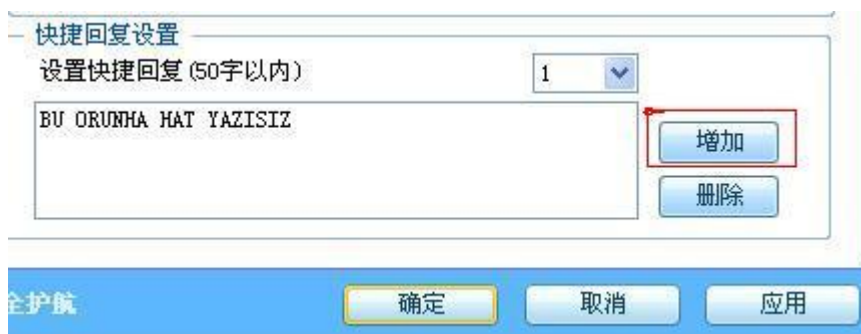 快捷回复设置
设置快捷回复(50字以内)
1
BU ORUNHA HAT YAZISIZ
增加
删除
全护航
确定
取消
应用